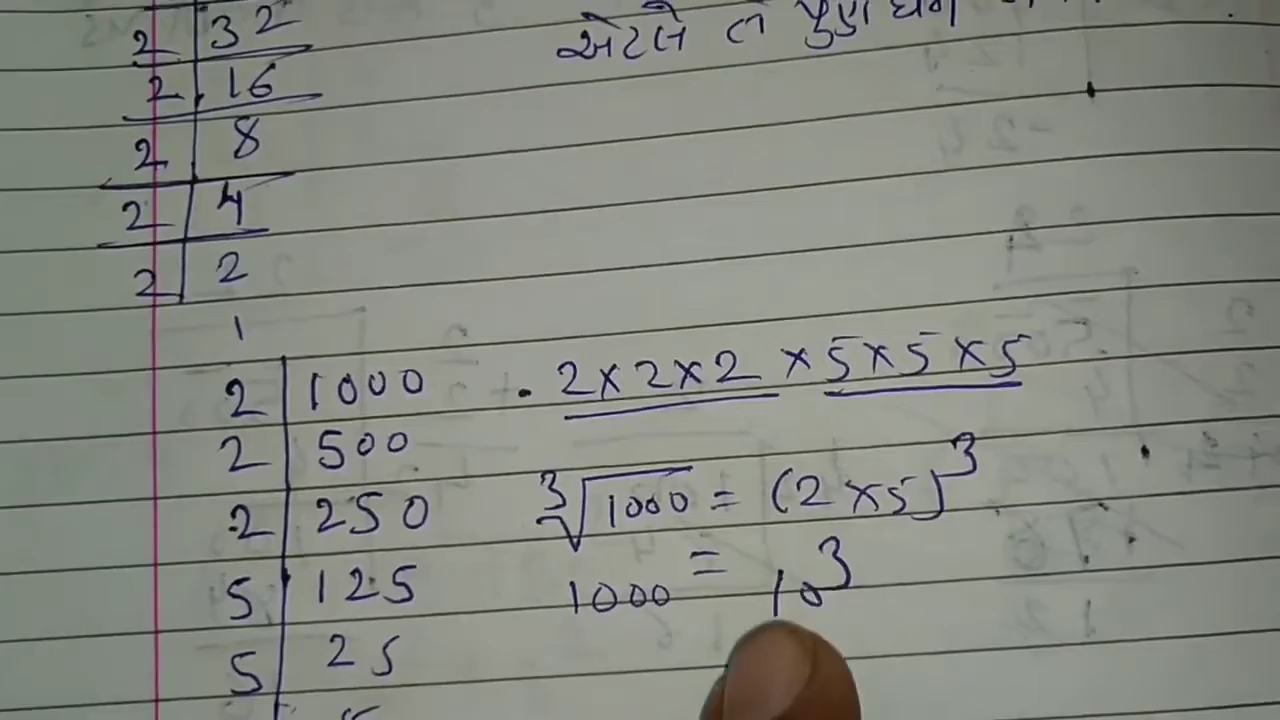 2 | 32
2 | 16
2 | 8
2 | 4
2 | 2
1
એટલે તે પુર્ણ ઘન
2 | 1000
2 | 500
2 | 250
5 | 125
5 | 25
. 2×2×2 × 5×5×5
∛1000 = (2×5)³
1000 = 10³